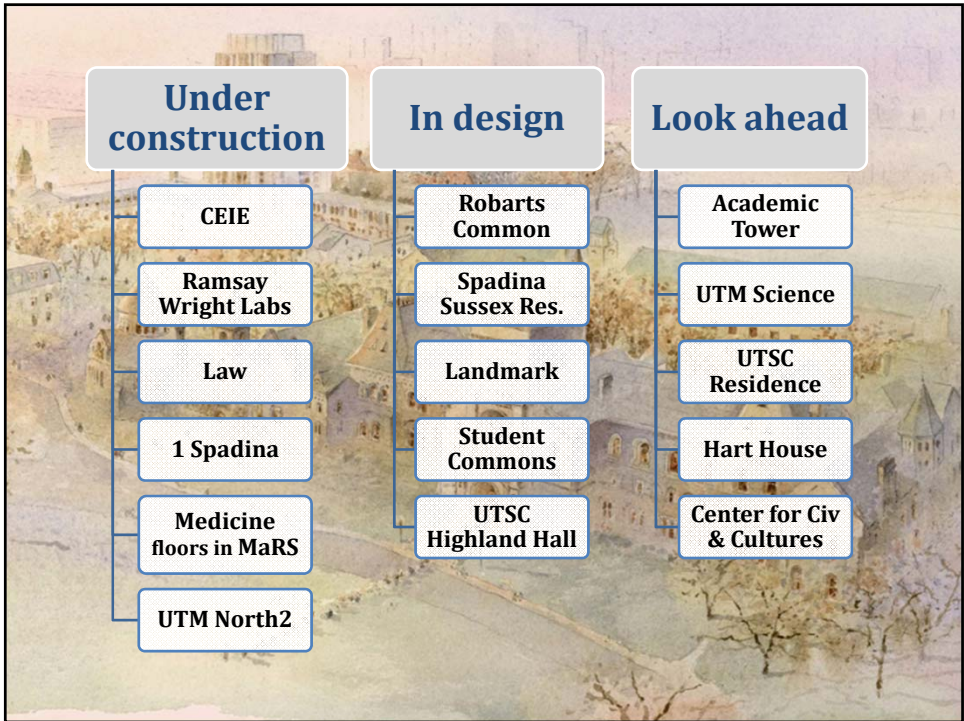 Under
construction
CEIE
Ramsay
Wright Labs
Law
1 Spadina
Medicine
floors in MaRS
UTM North2
In design
Robarts
Common
Spadina
Sussex Res.
Landmark
Student
Commons
UTSC
Highland Hall
Look ahead
Academic
Tower
UTM Science
UTSC
Residence
Hart House
Center for Civ
& Cultures